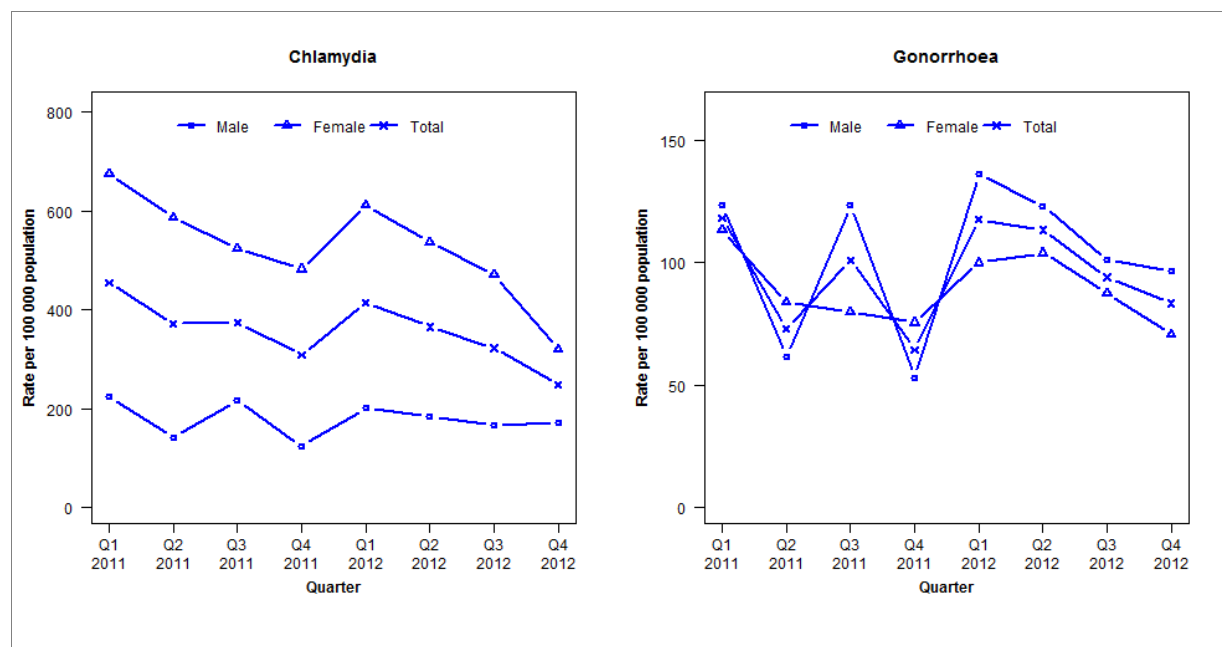 Chlamydia
Male Female Total
800
600
400
200
0
Rate per 100 000 population
Q1 Q2 Q3 Q4 Q1 Q2 Q3 Q4
2011 2011 2011 2011 2012 2012 2012 2012
Quarter
Gonorrhoea
Male Female Total
150
100
50
0
Rate per 100 000 population
Q1 Q2 Q3 Q4 Q1 Q2 Q3 Q4
2011 2011 2011 2011 2012 2012 2012 2012
Quarter